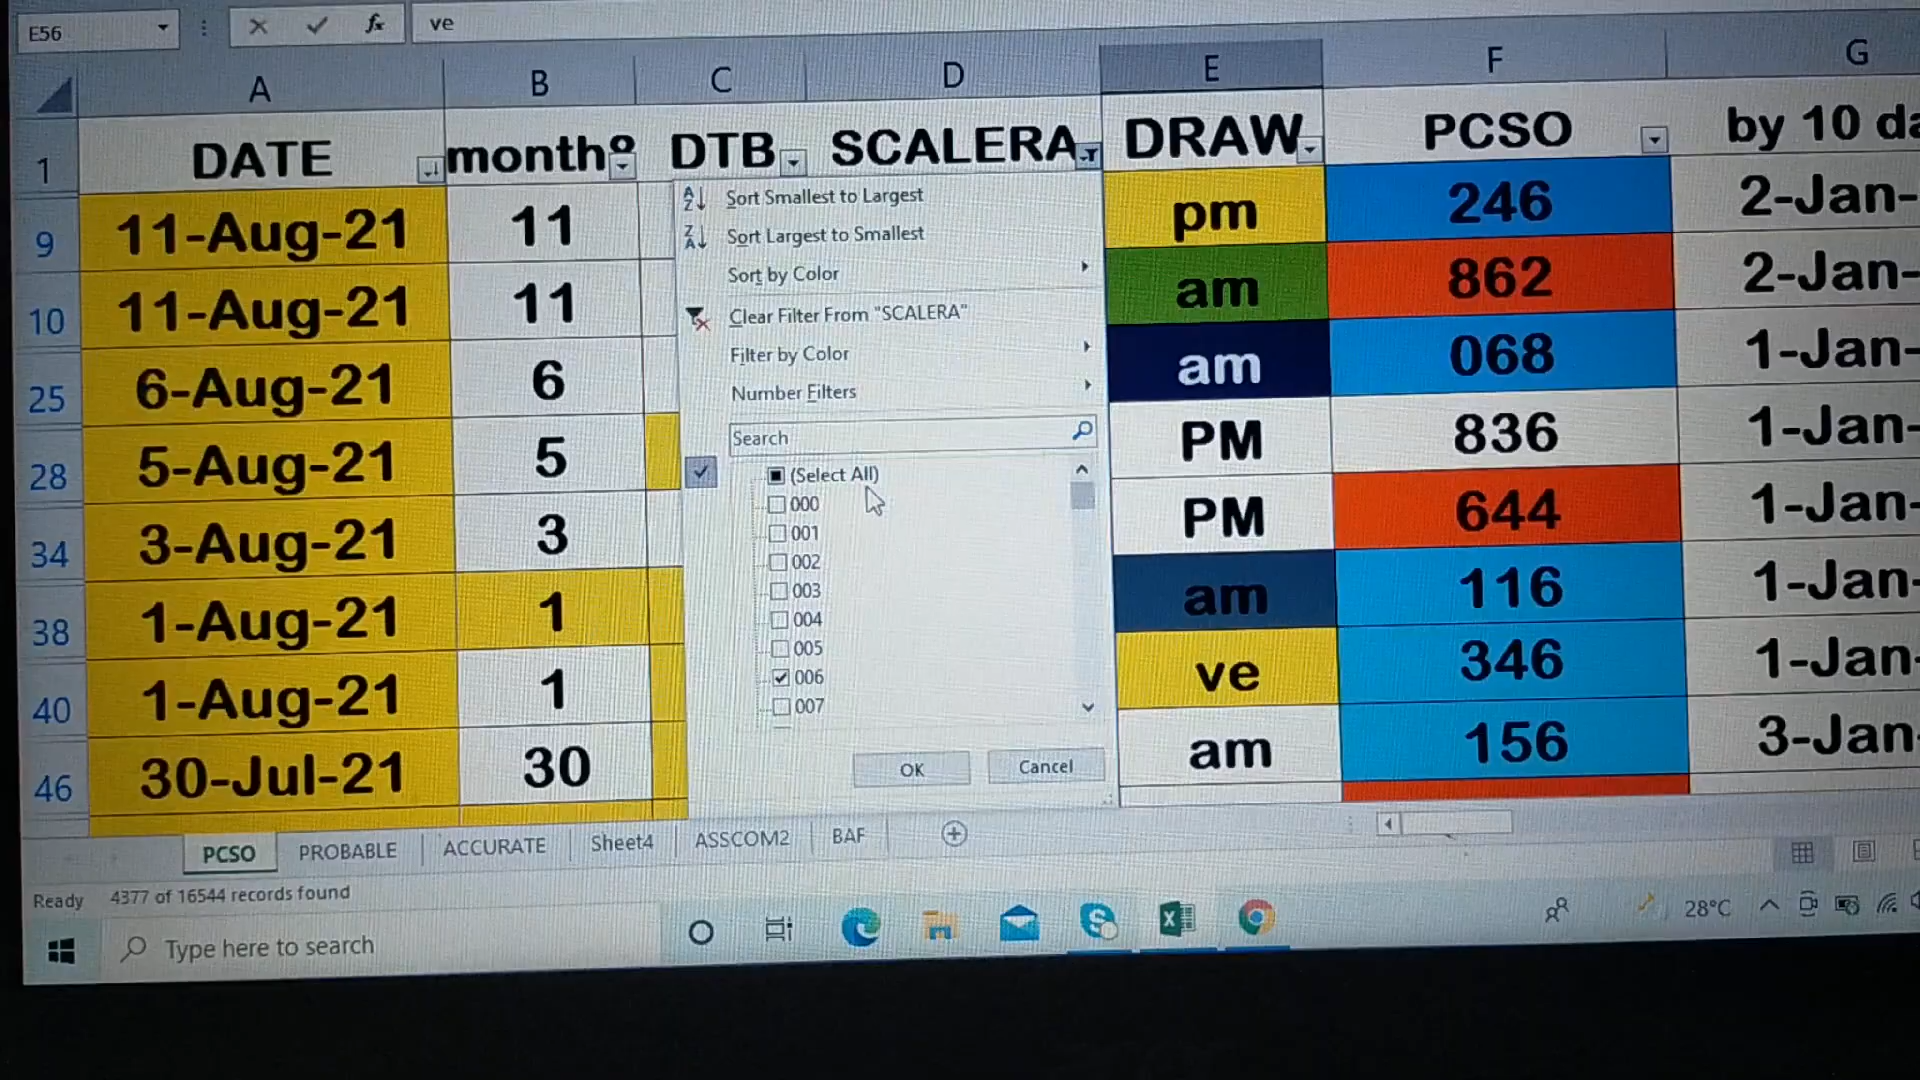 E56 fx ve
A B C D E F G
1 DATE month DTB SCALERA DRAW PCSO by 10 da
9 11-Aug-21 11 pm 246 2-Jan-
10 11-Aug-21 11 am 862 2-Jan-
25 6-Aug-21 6 am 068 1-Jan-
28 5-Aug-21 5 PM 836 1-Jan-
34 3-Aug-21 3 PM 644 1-Jan-
38 1-Aug-21 1 am 116 1-Jan-
40 1-Aug-21 1 ve 346 1-Jan-
46 30-Jul-21 30 am 156 3-Jan-
Sort Smallest to Largest
Sort Largest to Smallest
Sort by Color
Clear Filter From "SCALERA"
Filter by Color
Number Filters
Search
(Select All)
000
001
002
003
004
005
006
007
OK Cancel
PCSO PROBABLE ACCURATE Sheet4 ASSCOM2 BAF
Ready 4377 of 16544 records found
Type here to search 28°C